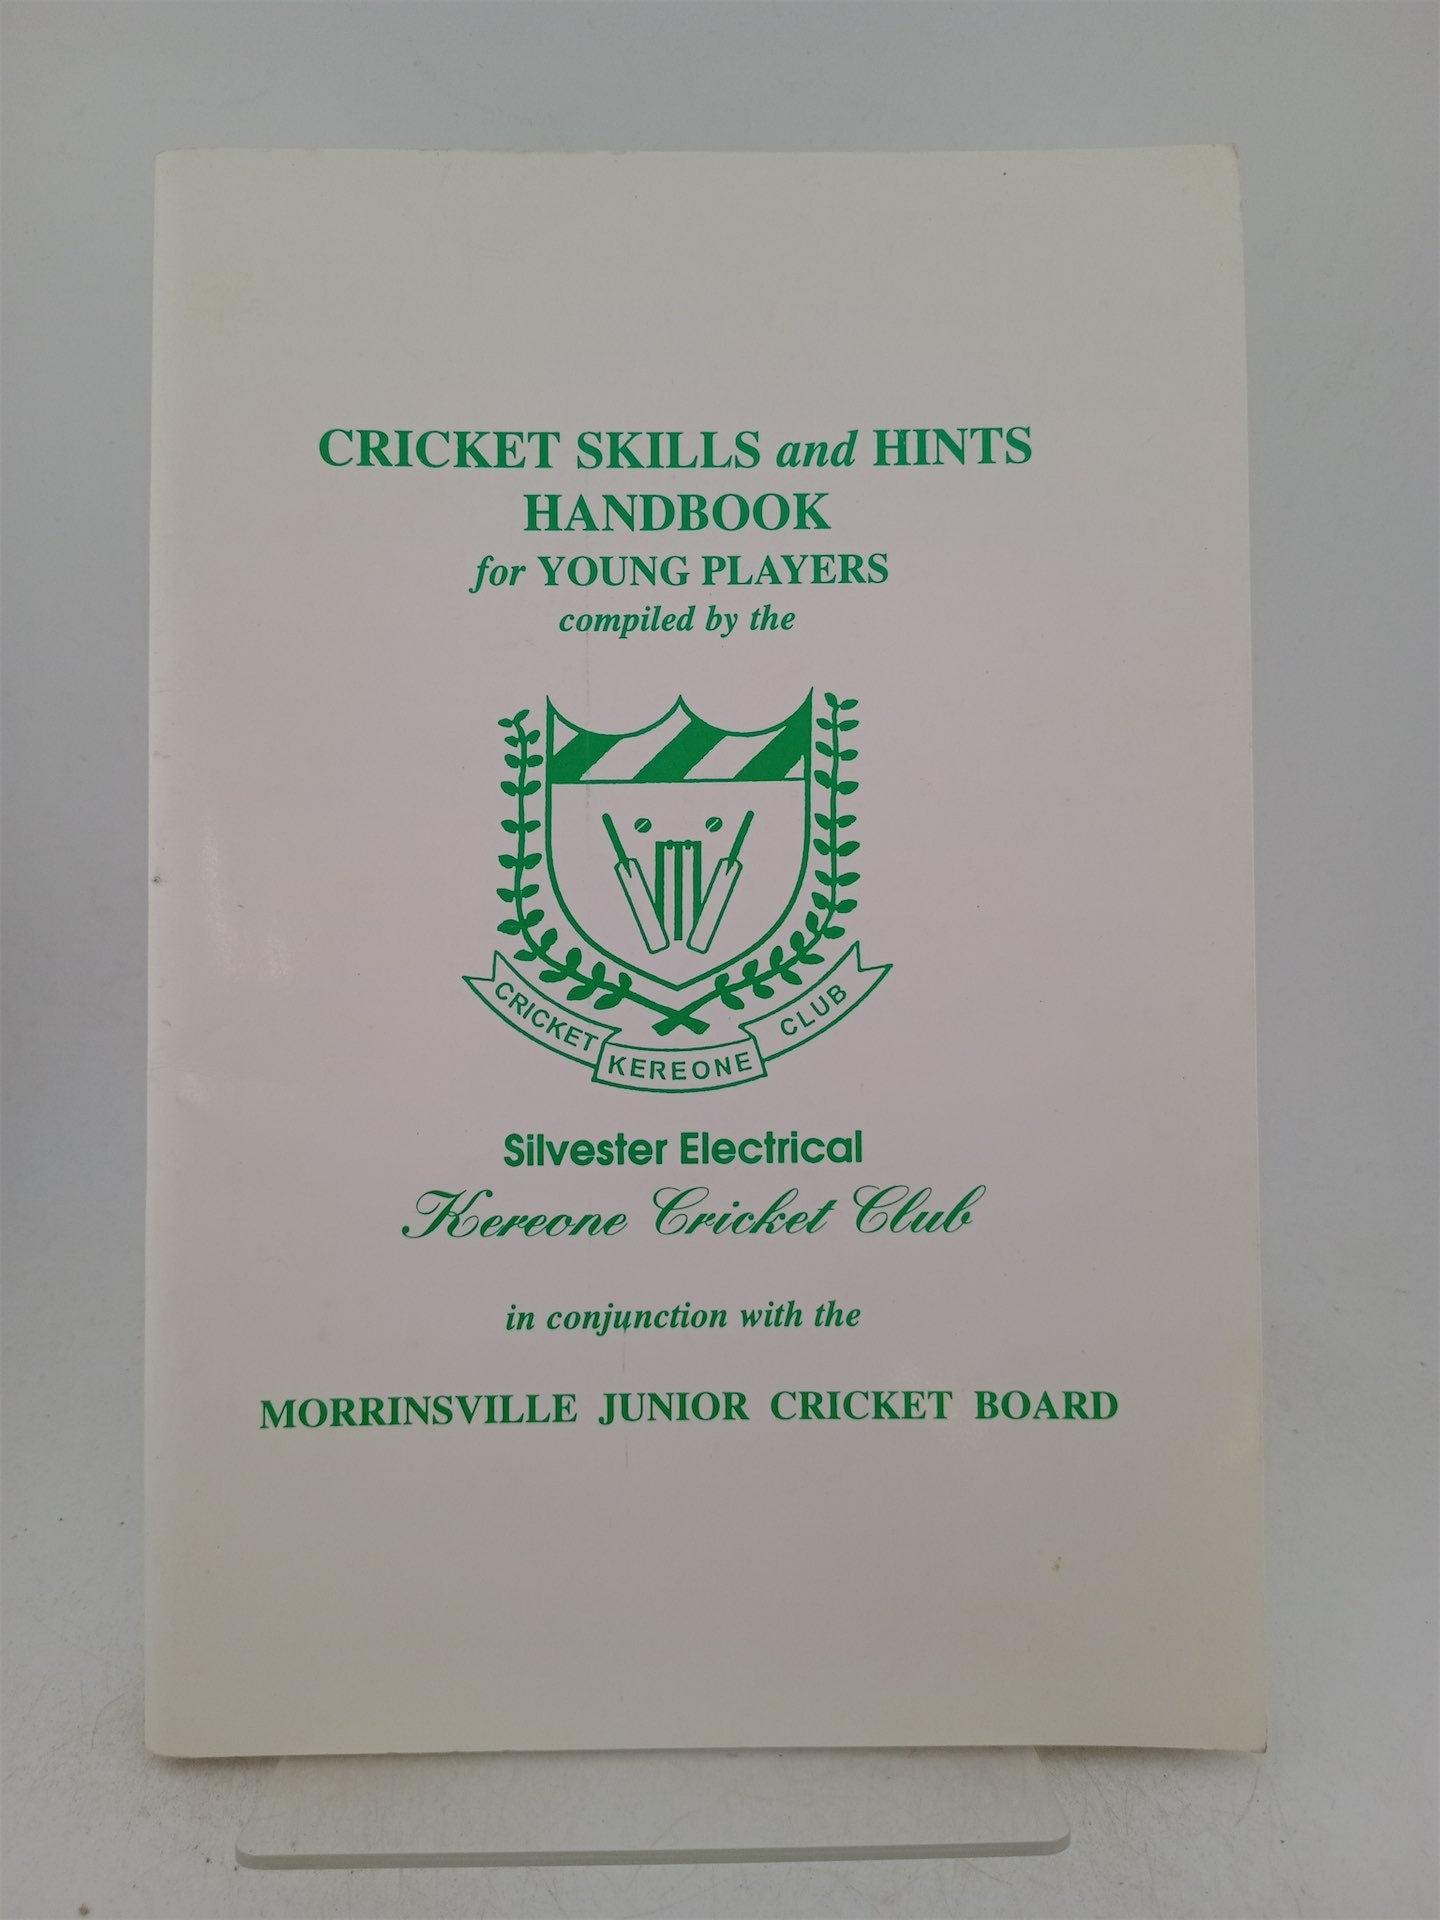 CRICKET SKILLS and HINTS
HANDBOOK
for YOUNG PLAYERS
compiled by the
CRICKET KEREONE CLUB
Silvester Electrical
Kereone Cricket Club
in conjunction with the
MORRINSVILLE JUNIOR CRICKET BOARD